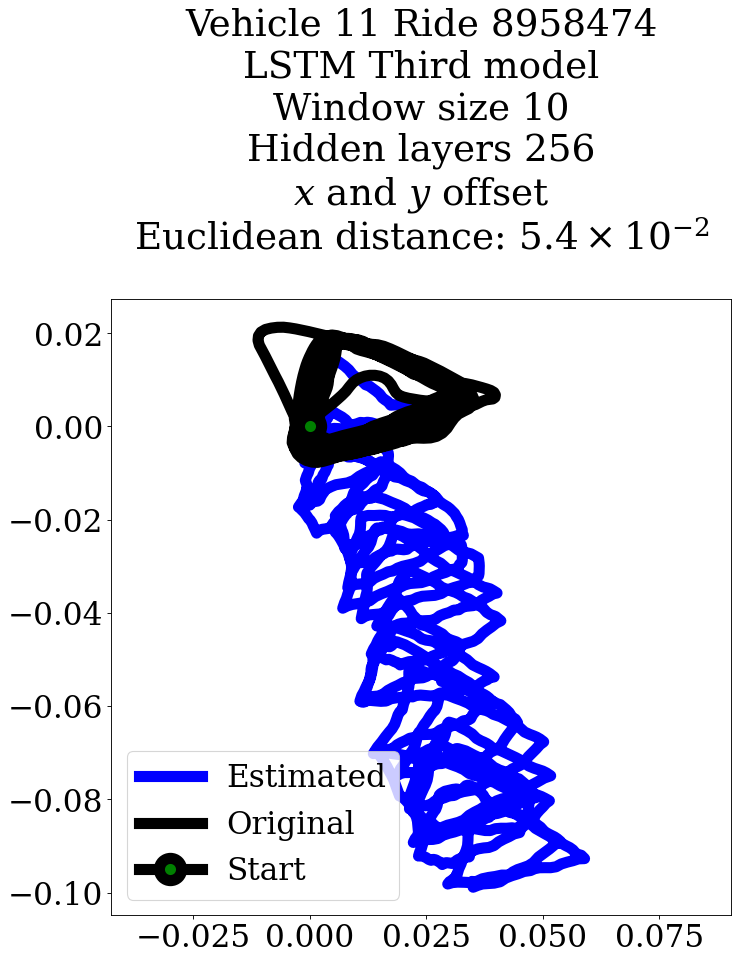 Vehicle 11 Ride 8958474
LSTM Third model
Window size 10
Hidden layers 256
x and y offset
Euclidean distance: 5.4 × 10⁻²
0.02
0.00
−0.02
−0.04
−0.06
−0.08
−0.10
Estimated
Original
Start
−0.025 0.000 0.025 0.050 0.075